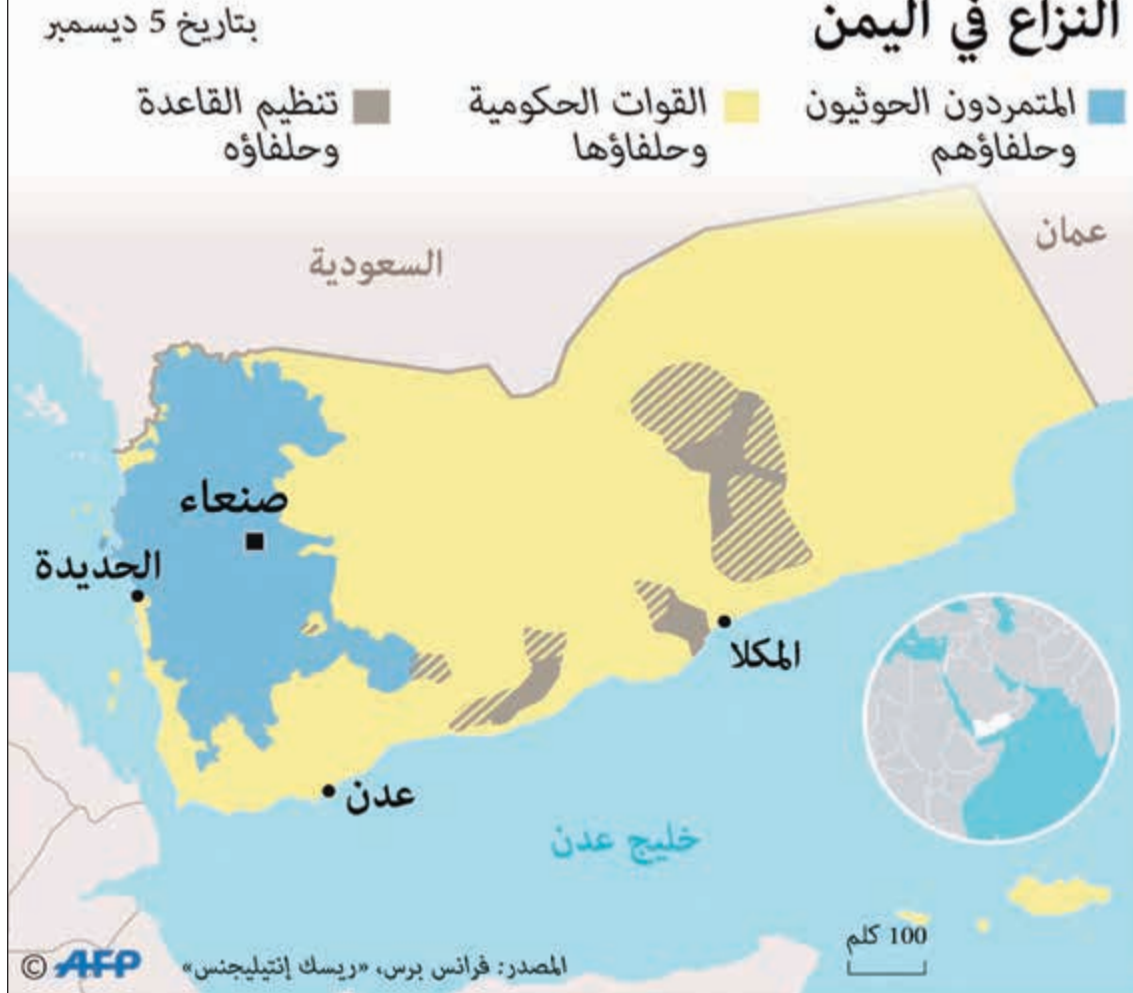 النزاع في اليمن
بتاريخ 5 ديسمبر
المتمردون الحوثيون
وحلفاؤهم
القوات الحكومية
وحلفاؤها
تنظيم القاعدة
وحلفاؤه
عمان
السعودية
صنعاء
الحديدة
المكلا
عدن
خليج عدن
100 كلم
المصدر: فرانس برس، «ريسك إنتيليجنس»
© AFP